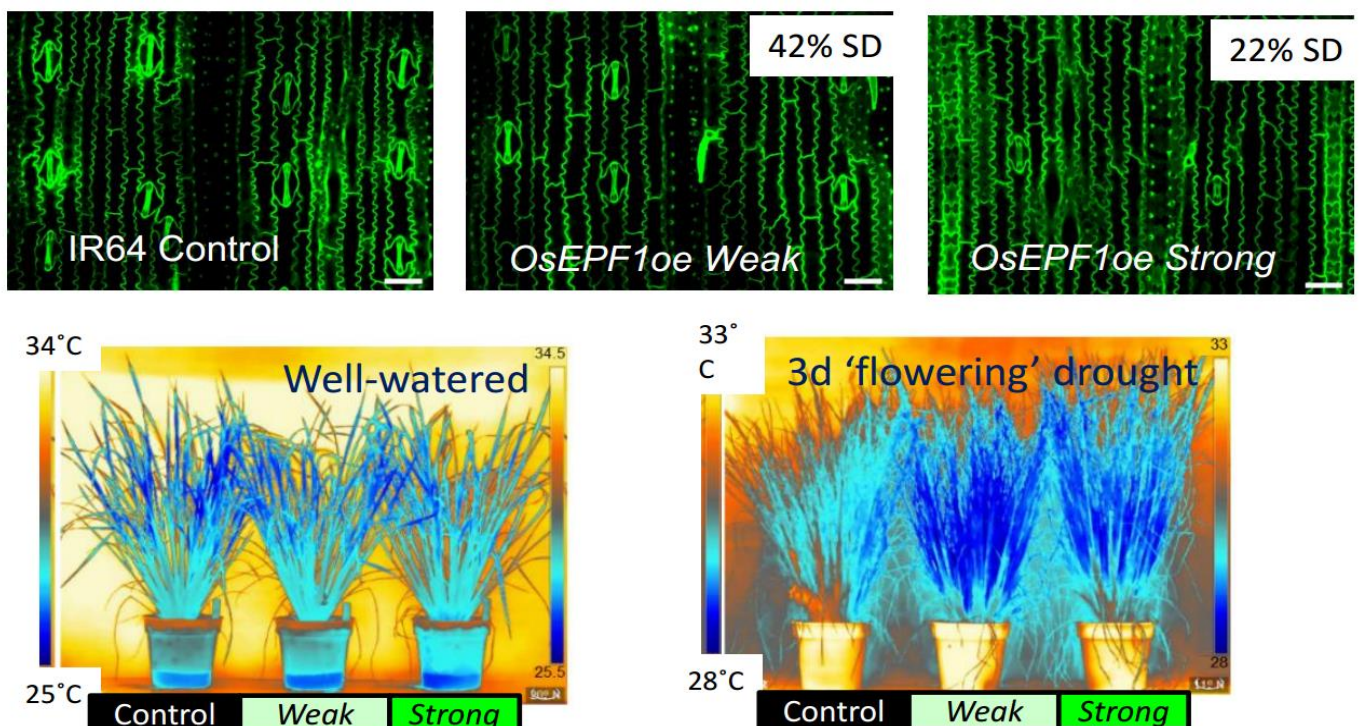 42% SD
22% SD
IR64 Control
OsEPF1oe Weak
OsEPF1oe Strong
34˚C
Well-watered
34.5
25.5
25˚C
Control Weak Strong
33˚
C
3d ‘flowering’ drought
33
28
28˚C
Control Weak Strong